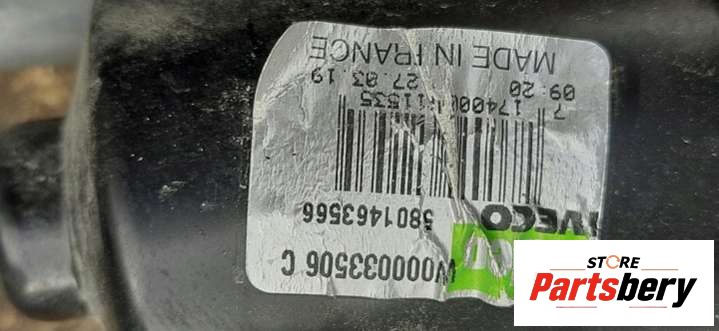 W000033506 C
IVECO
5801463566
09:20
27.03.19
MADE IN FRANCE
STORE
Partsbery